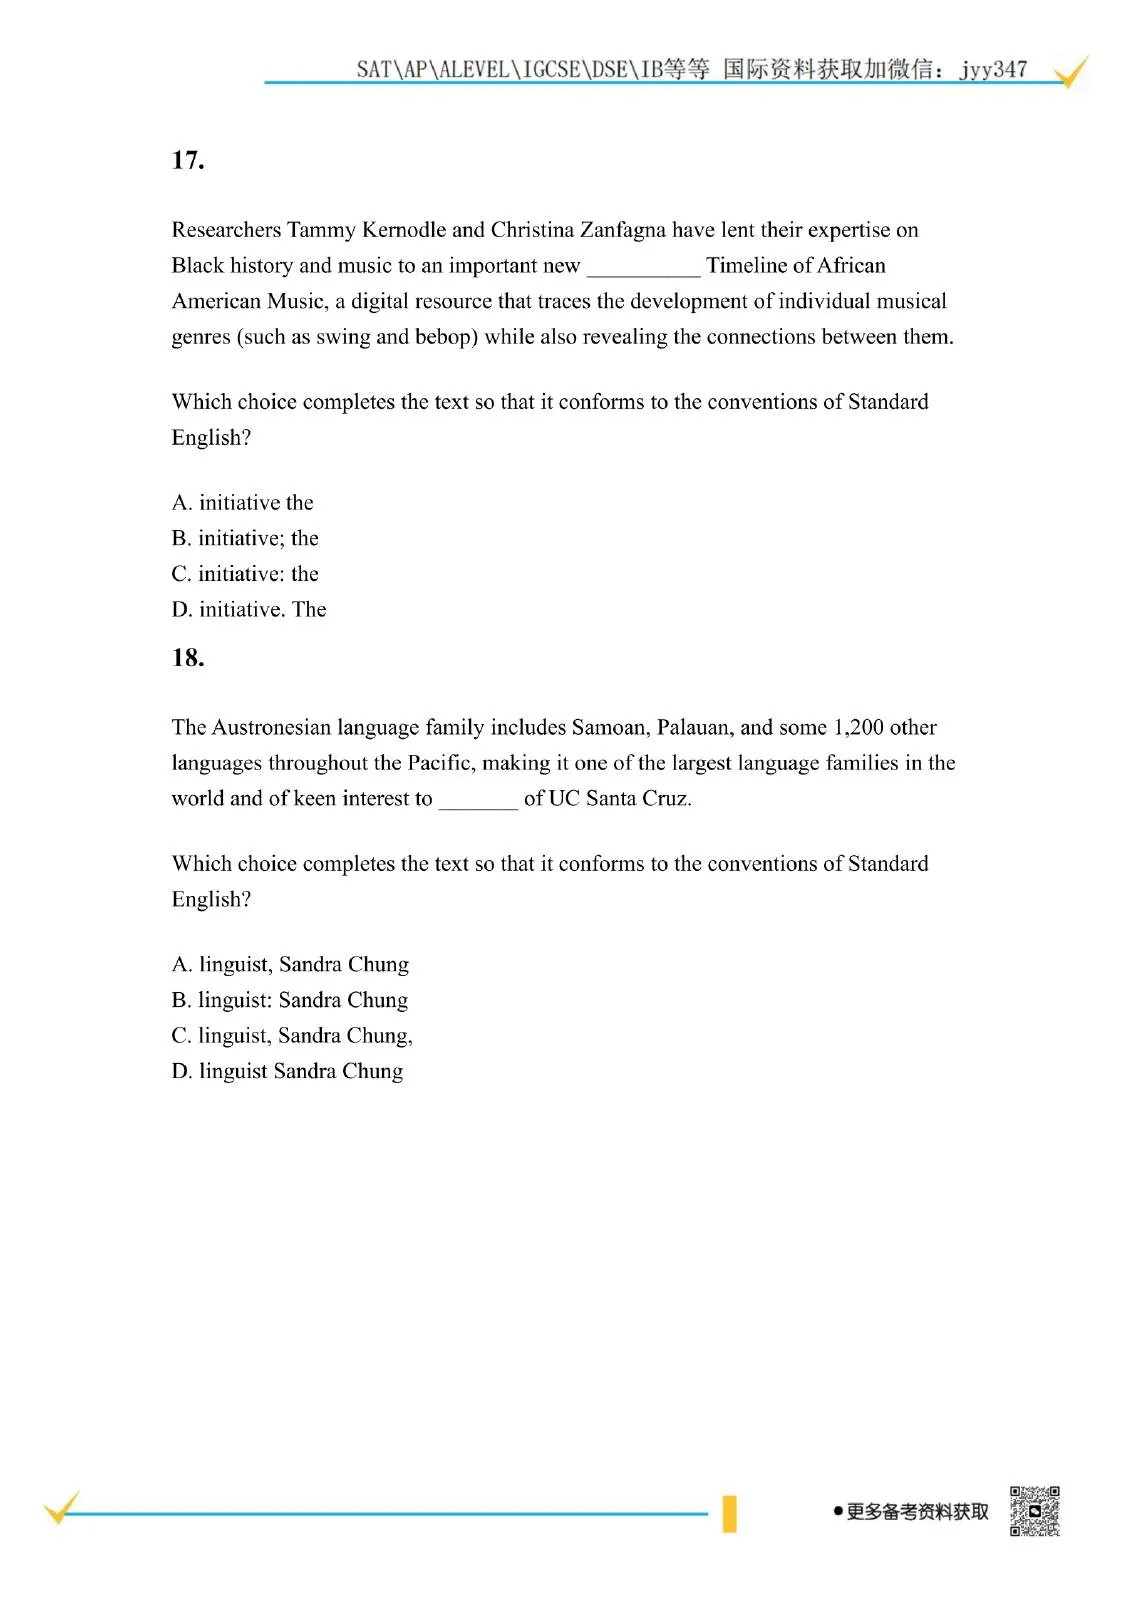 SAT\AP\ALEVEL\IGCSE\DSE\IB等等 国际资料获取加微信：jyy347
17.
Researchers Tammy Kernodle and Christina Zanfagna have lent their expertise on
Black history and music to an important new __________ Timeline of African
American Music, a digital resource that traces the development of individual musical
genres (such as swing and bebop) while also revealing the connections between them.
Which choice completes the text so that it conforms to the conventions of Standard
English?
A. initiative the
B. initiative; the
C. initiative: the
D. initiative. The
18.
The Austronesian language family includes Samoan, Palauan, and some 1,200 other
languages throughout the Pacific, making it one of the largest language families in the
world and of keen interest to _______ of UC Santa Cruz.
Which choice completes the text so that it conforms to the conventions of Standard
English?
A. linguist, Sandra Chung
B. linguist: Sandra Chung
C. linguist, Sandra Chung,
D. linguist Sandra Chung
●更多备考资料获取